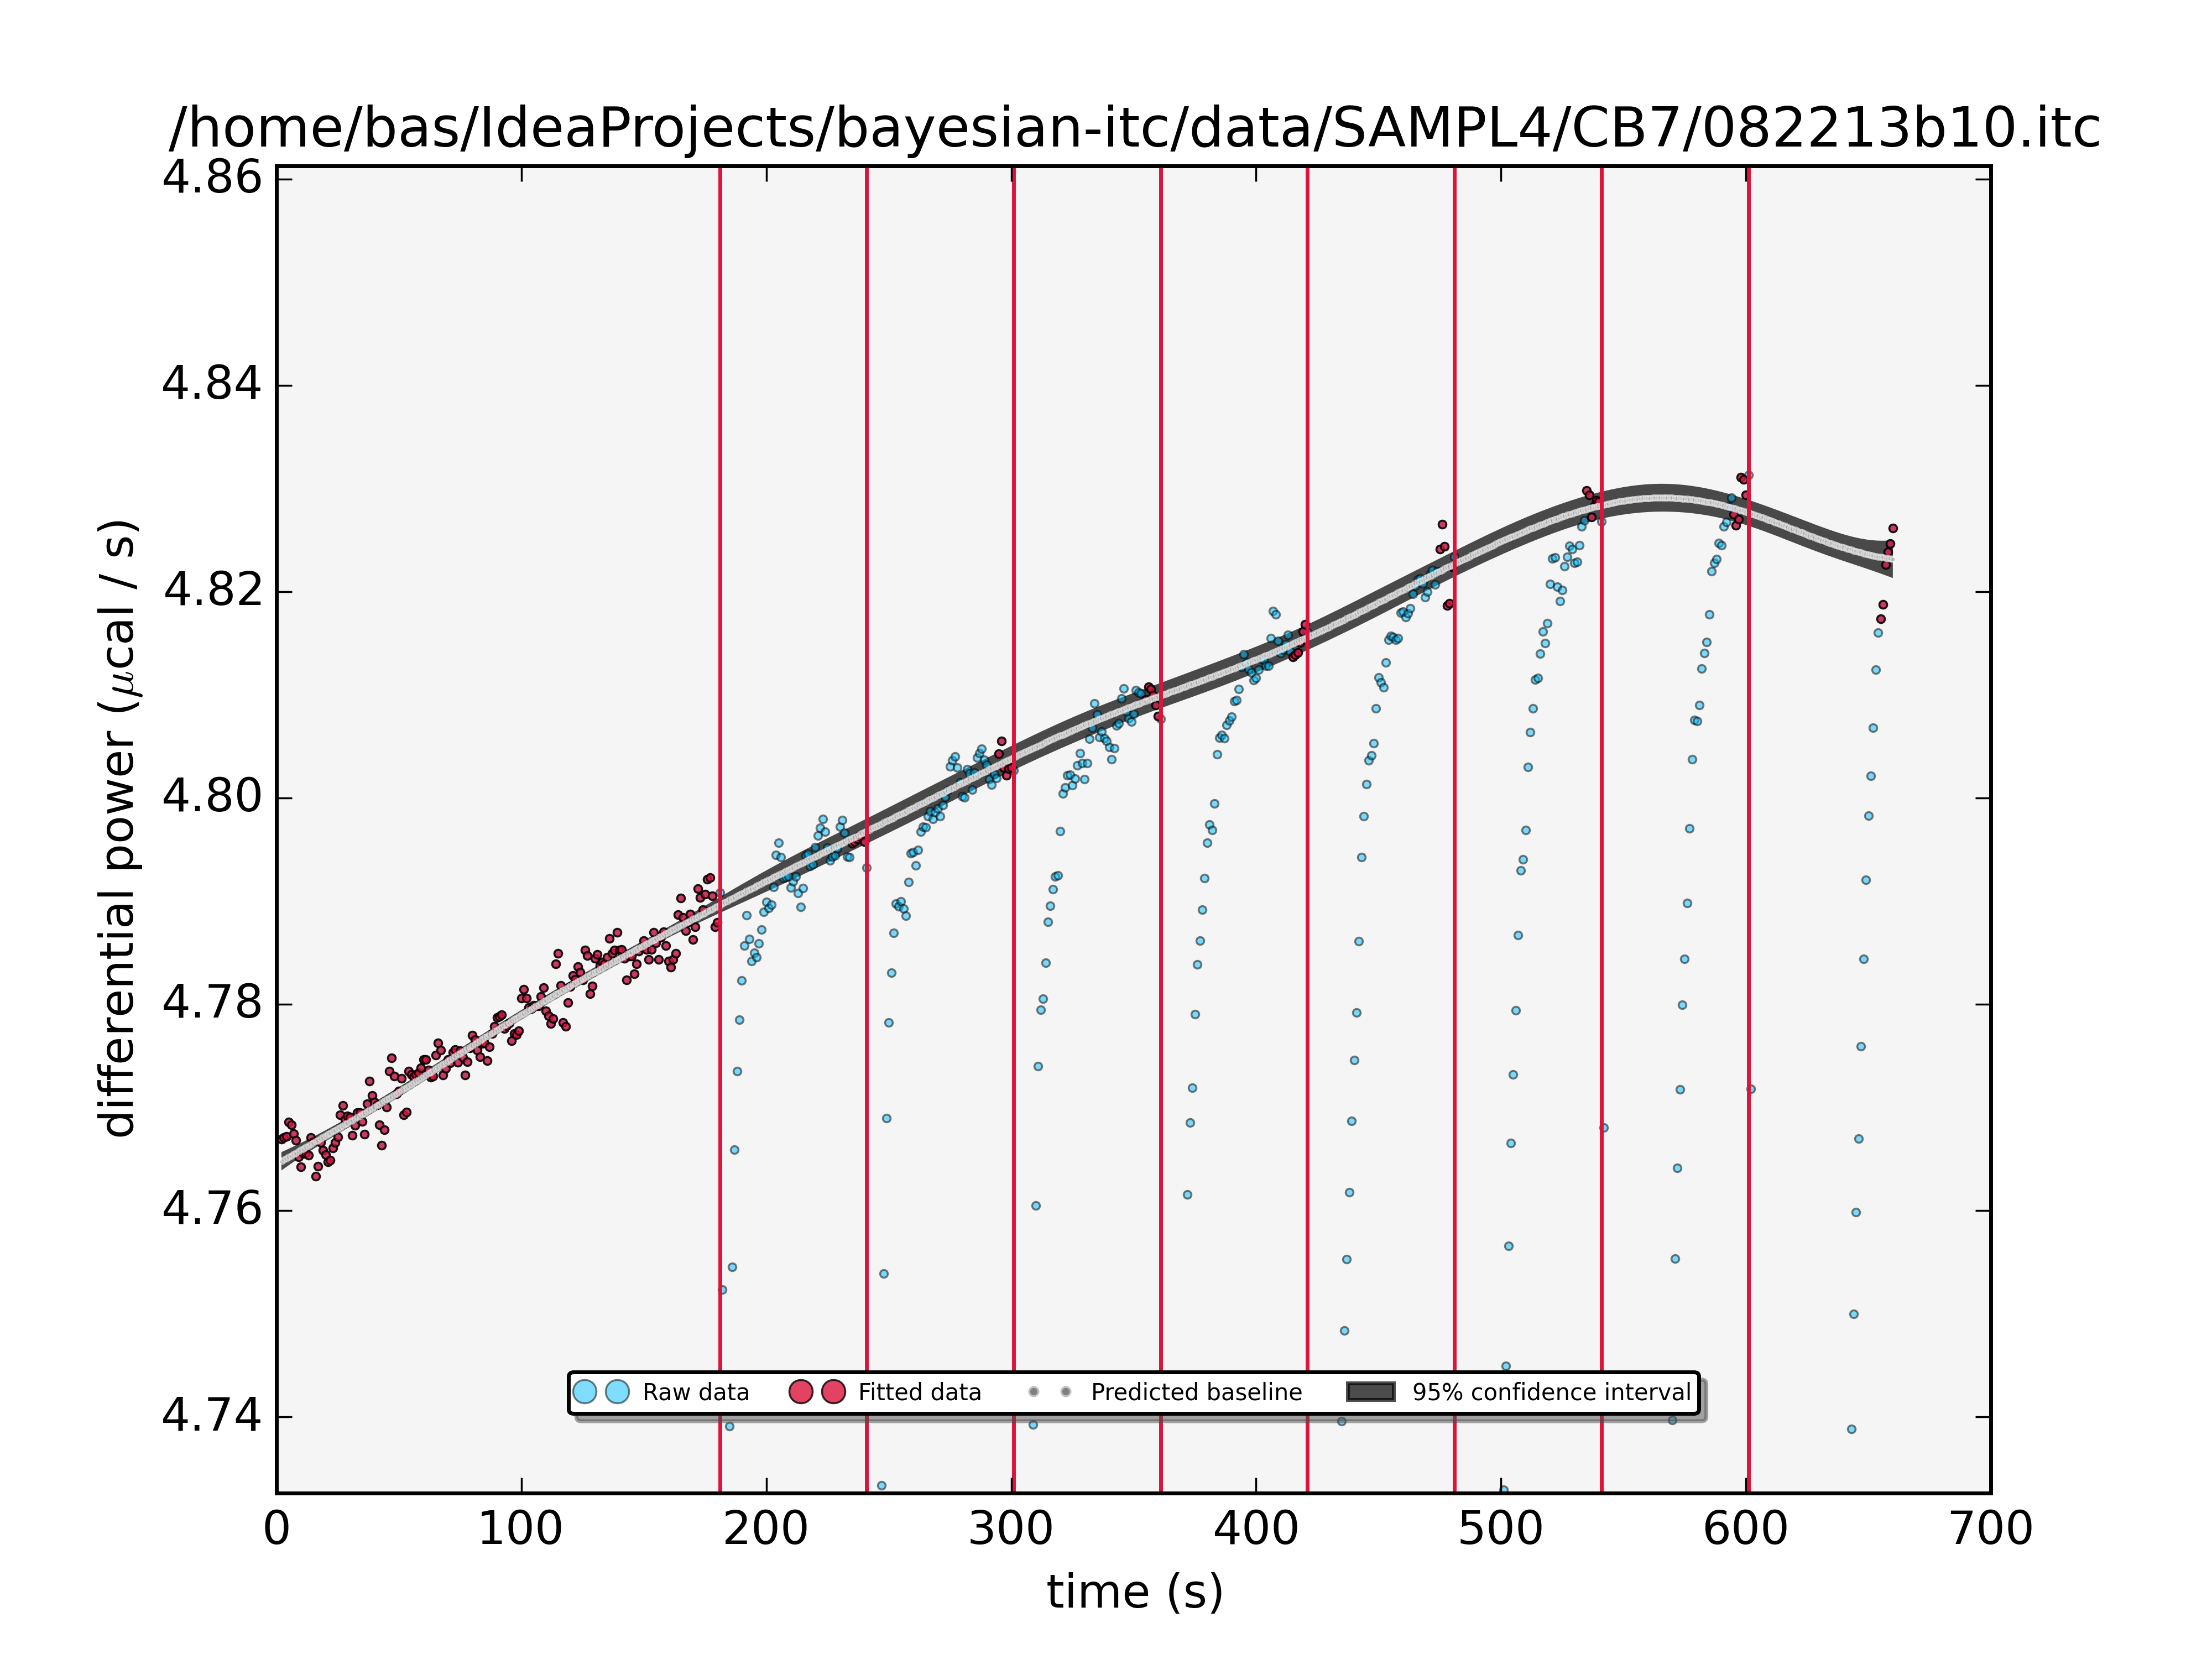 /home/bas/IdeaProjects/bayesian-itc/data/SAMPL4/CB7/082213b10.itc
4.86
4.84
4.82
4.80
4.78
4.76
4.74
differential power (μcal / s)
Raw data Fitted data Predicted baseline 95% confidence interval
0 100 200 300 400 500 600 700
time (s)